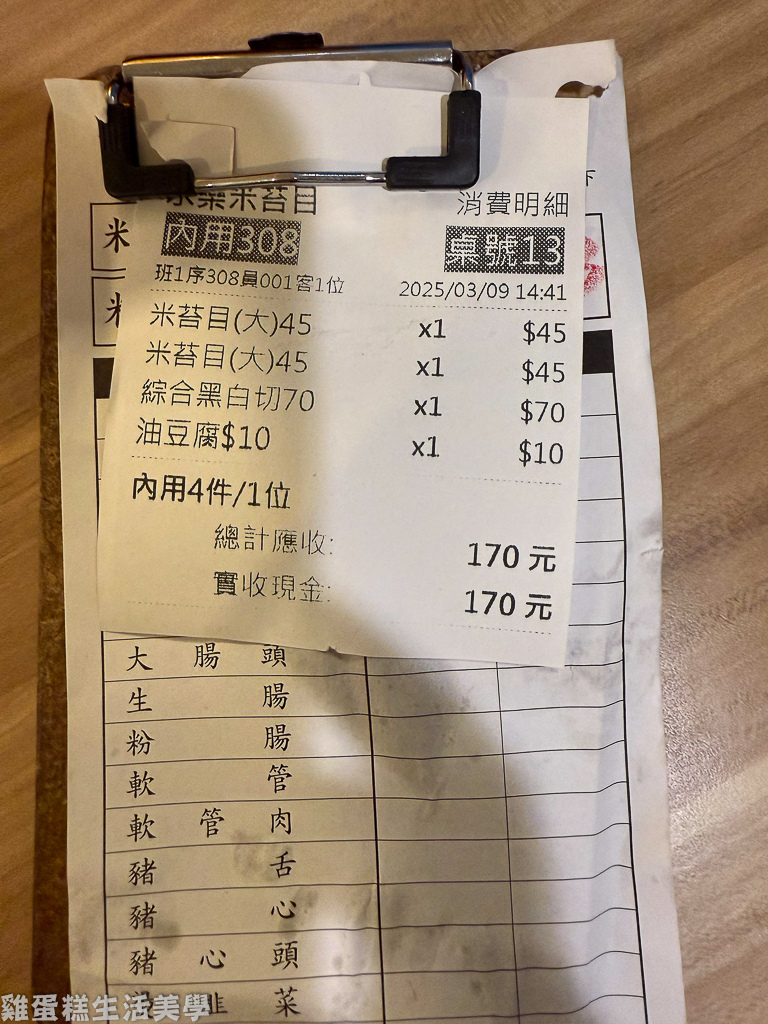 米苔目 消費明細
內用308 桌號13
班1序308員001客1位 2025/03/09 14:41
米苔目(大)45 x1 $45
米苔目(大)45 x1 $45
綜合黑白切70 x1 $70
油豆腐$10 x1 $10
內用4件/1位
總計應收: 170 元
實收現金: 170 元
米
大腸頭
生腸
粉腸
軟管
軟管肉
豬舌
豬心
豬心頭
韭菜
雞蛋糕生活美學